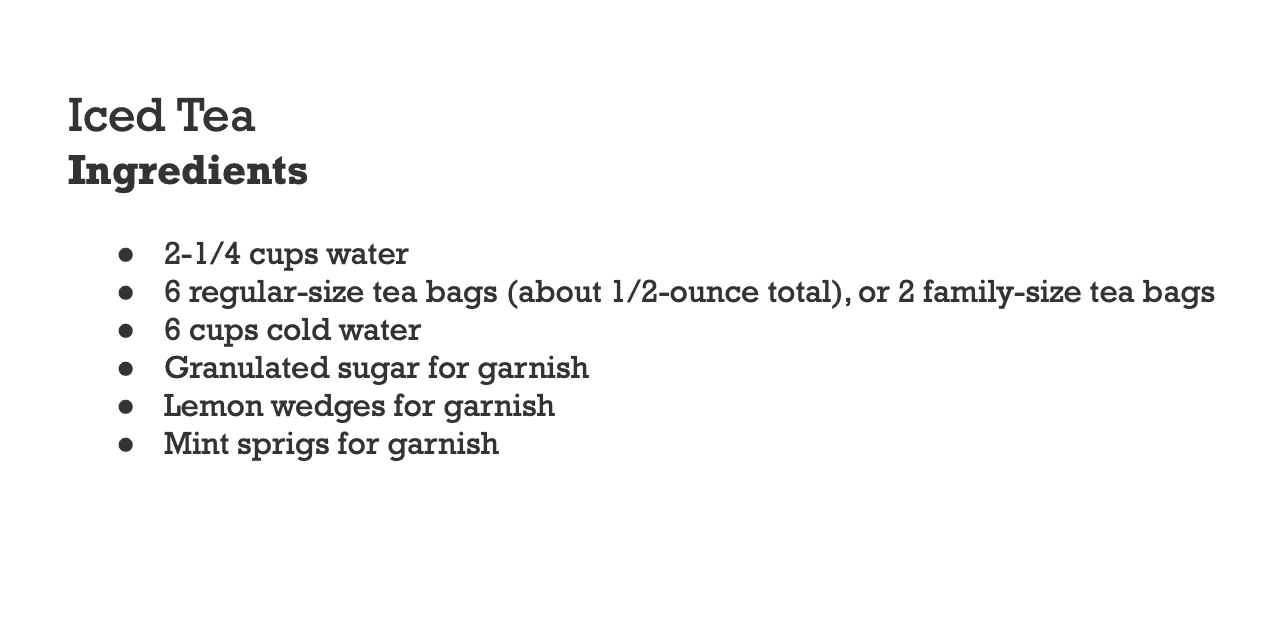 Iced Tea
Ingredients
● 2-1/4 cups water
● 6 regular-size tea bags (about 1/2-ounce total), or 2 family-size tea bags
● 6 cups cold water
● Granulated sugar for garnish
● Lemon wedges for garnish
● Mint sprigs for garnish